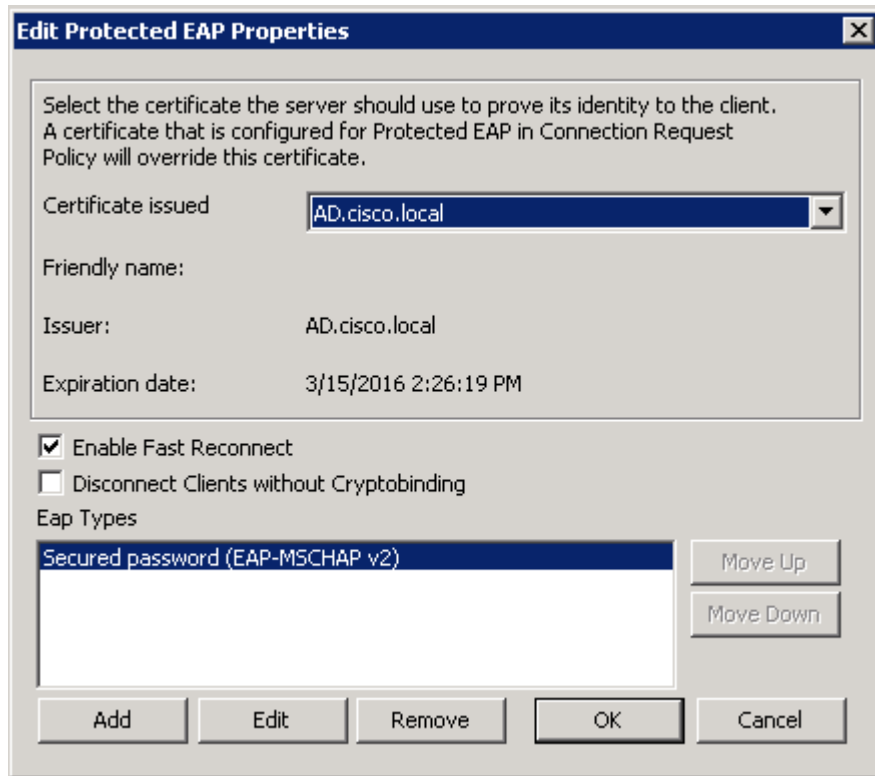 Edit Protected EAP Properties
Select the certificate the server should use to prove its identity to the client.
A certificate that is configured for Protected EAP in Connection Request
Policy will override this certificate.
Certificate issued AD.cisco.local
Friendly name:
Issuer: AD.cisco.local
Expiration date: 3/15/2016 2:26:19 PM
Enable Fast Reconnect
Disconnect Clients without Cryptobinding
Eap Types
Secured password (EAP-MSCHAP v2)
Move Up
Move Down
Add Edit Remove OK Cancel